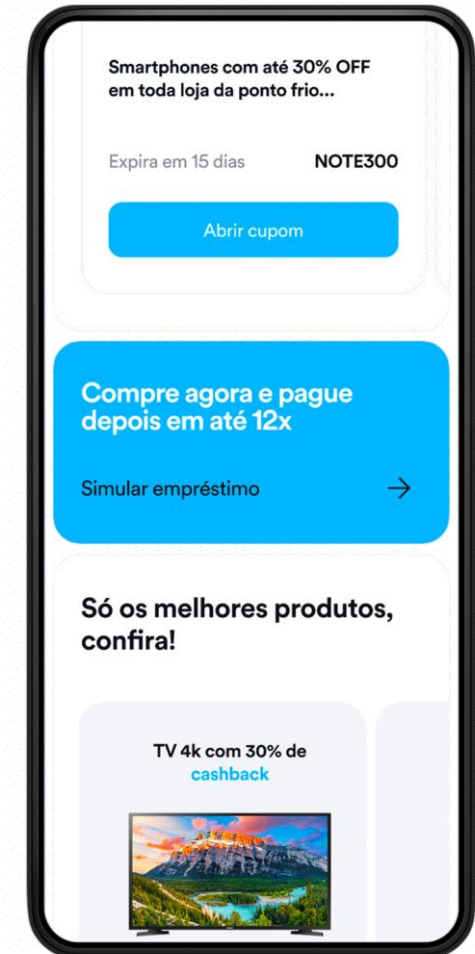 Smartphones com até 30% OFF
em toda loja da ponto frio...
Expira em 15 dias NOTE300
Abrir cupom
Compre agora e pague
depois em até 12x
Simular empréstimo
Só os melhores produtos,
confira!
TV 4k com 30% de
cashback